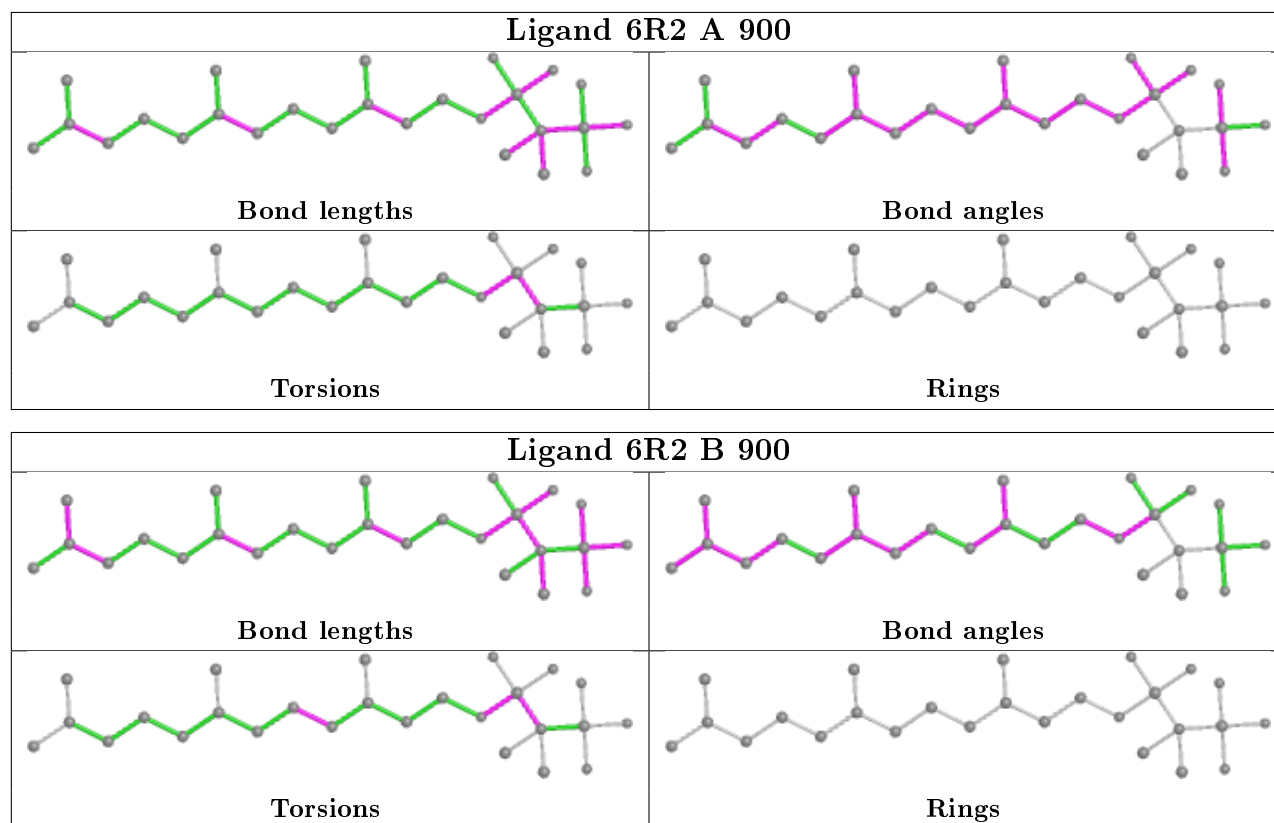 Ligand 6R2 A 900
Bond lengths
Bond angles
Torsions
Rings
Ligand 6R2 B 900
Bond lengths
Bond angles
Torsions
Rings